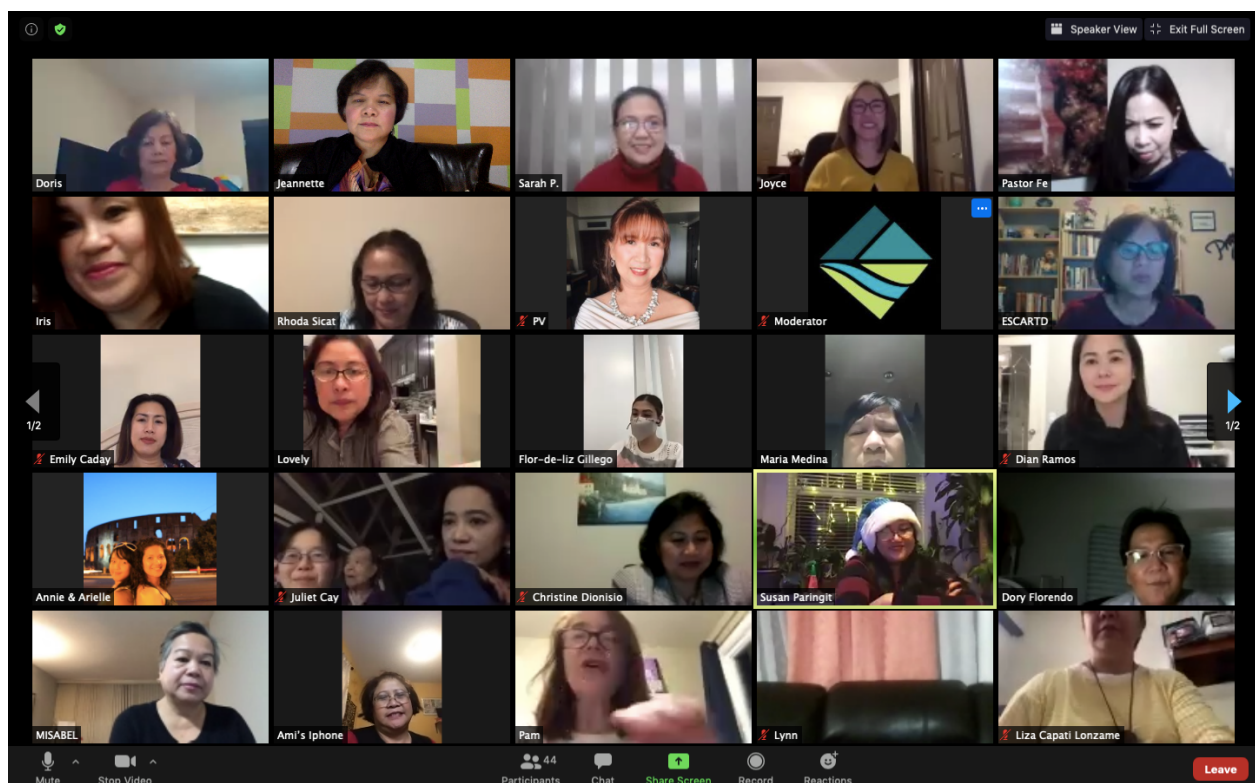 Speaker View
Exit Full Screen
Doris
Jeannette
Sarah P.
Joyce
Pastor Fe
Iris
Rhoda Sicat
PV
Moderator
ESCARTD
1/2
Emily Caday
Lovely
Flor-de-liz Gillego
Maria Medina
Dian Ramos
1/2
Annie & Arielle
Juliet Cay
Christine Dionisio
Susan Paringit
Dory Florendo
MISABEL
Ami's Iphone
Pam
Lynn
Liza Capati Lonzame
44
Mute
Stop Video
Participants
Chat
Share Screen
Record
Reactions
Leave